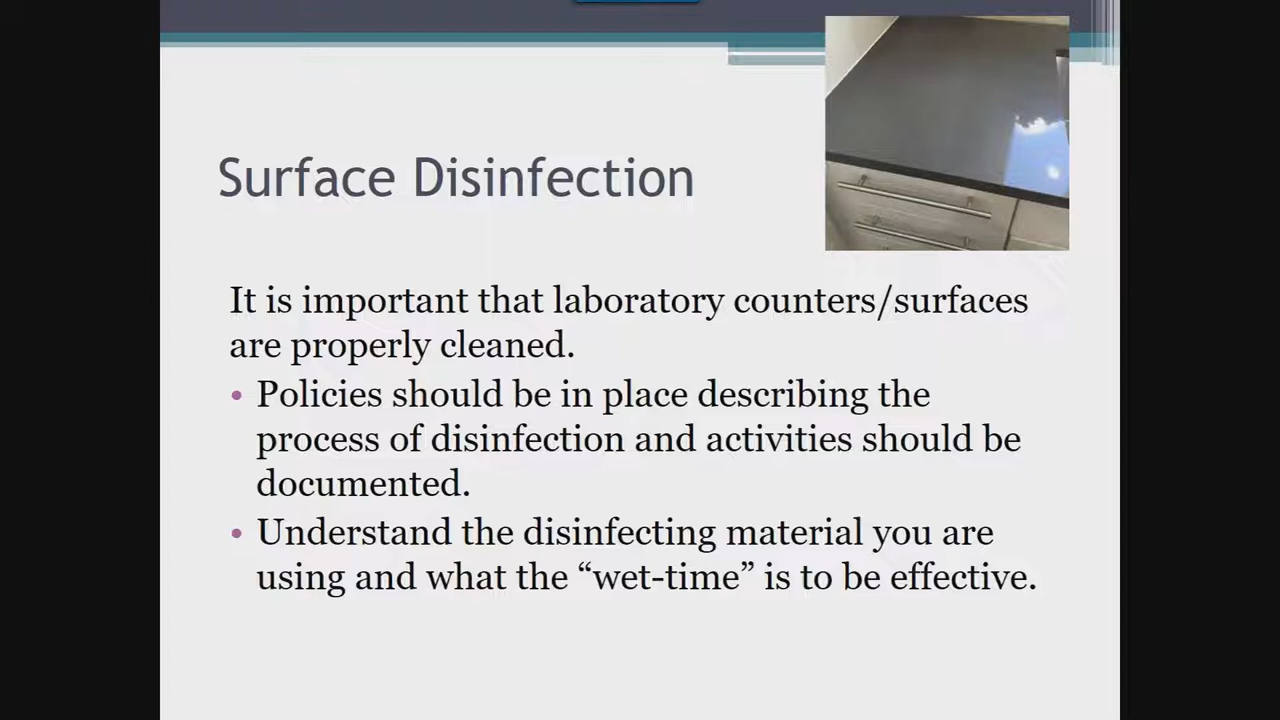 Surface Disinfection
It is important that laboratory counters/surfaces
are properly cleaned.
• Policies should be in place describing the
process of disinfection and activities should be
documented.
• Understand the disinfecting material you are
using and what the “wet-time” is to be effective.